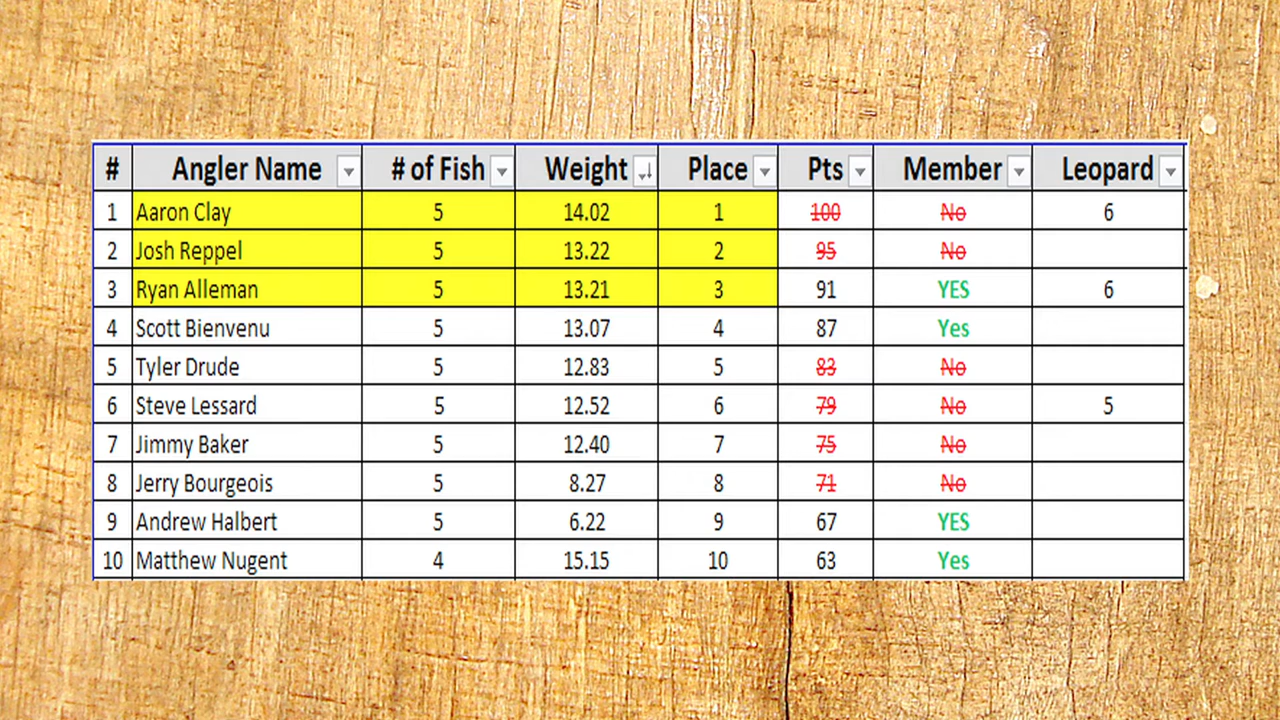 # Angler Name # of Fish Weight Place Pts Member Leopard
1 Aaron Clay 5 14.02 1 100 No 6
2 Josh Reppel 5 13.22 2 95 No
3 Ryan Alleman 5 13.21 3 91 YES 6
4 Scott Bienvenu 5 13.07 4 87 Yes
5 Tyler Drude 5 12.83 5 83 No
6 Steve Lessard 5 12.52 6 79 No 5
7 Jimmy Baker 5 12.40 7 75 No
8 Jerry Bourgeois 5 8.27 8 71 No
9 Andrew Halbert 5 6.22 9 67 YES
10 Matthew Nugent 4 15.15 10 63 Yes